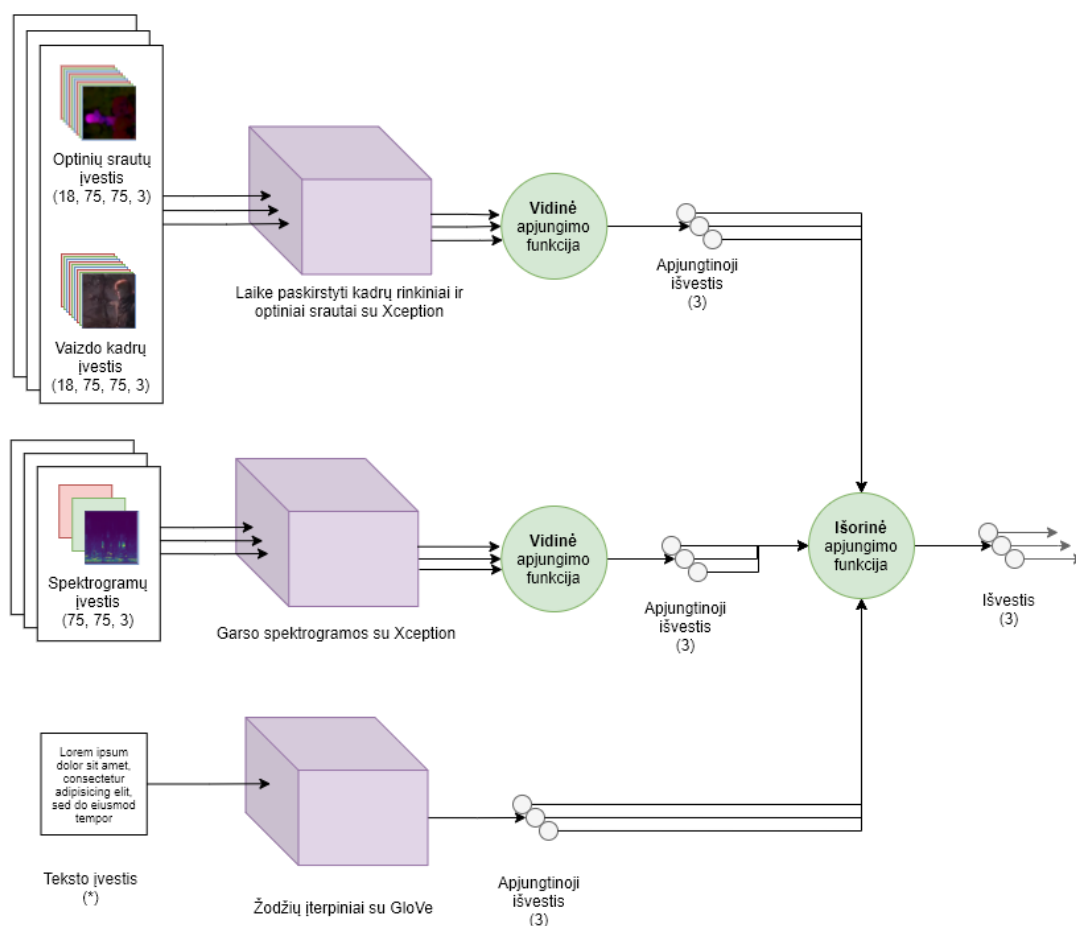 Optinių srautų
įvestis
(18, 75, 75, 3)
Vaizdo kadrų
įvestis
(18, 75, 75, 3)
Laike paskirstyti kadrų rinkiniai ir
optiniai srautai su Xception
Vidinė
apjungimo
funkcija
Apjungtinoji
išvestis
(3)
Spektrogramų
įvestis
(75, 75, 3)
Garso spektrogramos su Xception
Vidinė
apjungimo
funkcija
Apjungtinoji
išvestis
(3)
Išorinė
apjungimo
funkcija
Išvestis
(3)
Lorem ipsum
dolor sit amet,
consectetur
adipisicing elit,
sed do eiusmod
tempor
Teksto įvestis
(*)
Žodžių įterpiniai su GloVe
Apjungtinoji
išvestis
(3)